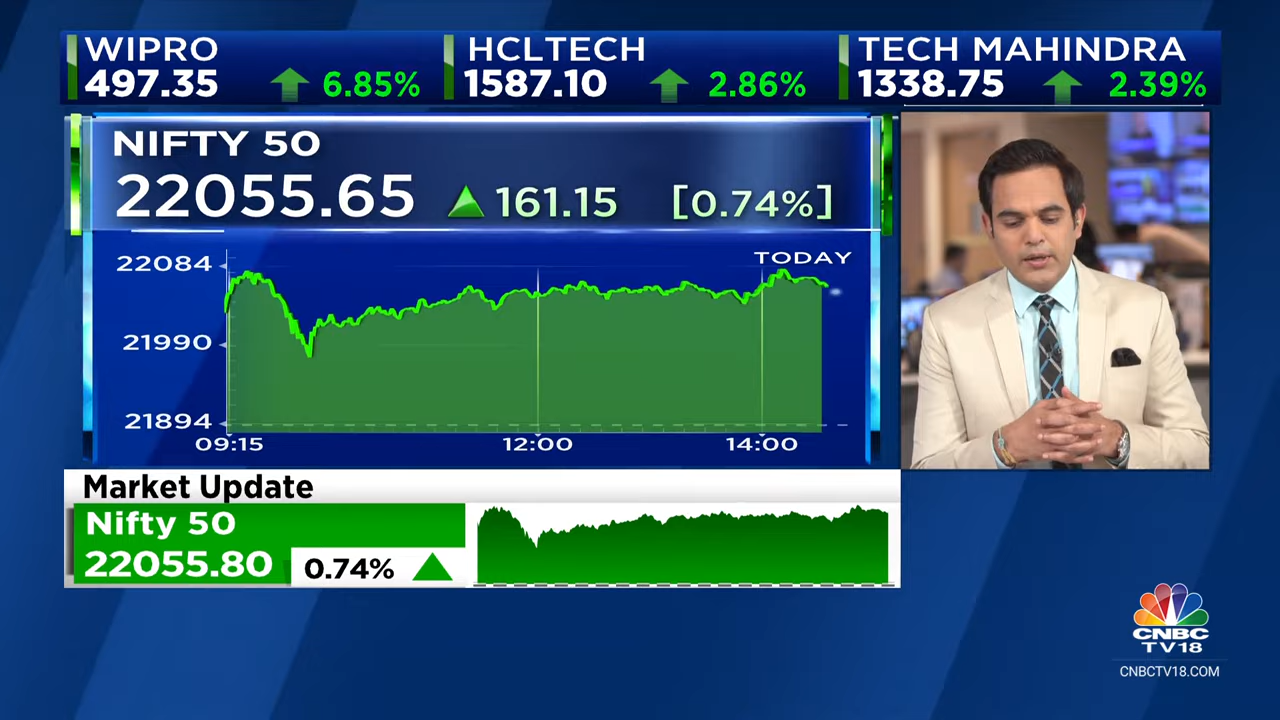 WIPRO
497.35 6.85%
HCLTECH
1587.10 2.86%
TECH MAHINDRA
1338.75 2.39%
NIFTY 50
22055.65 161.15 [0.74%]
TODAY
22084
21990
21894
09:15 12:00 14:00
Market Update
Nifty 50
22055.80 0.74%
CNBC
TV18
CNBCTV18.COM